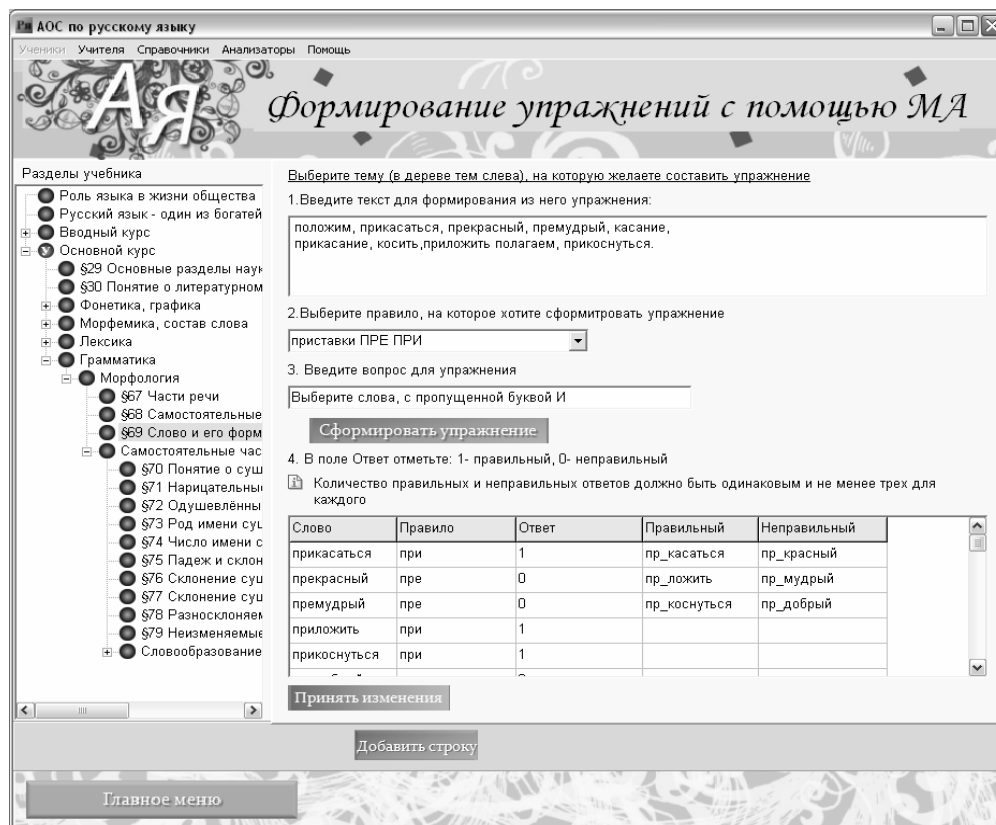 АОС по русскому языку
Ученики Учителя Справочники Анализаторы Помощь
Ая
Формирование упражнений с помощью МА
Разделы учебника
Роль языка в жизни общества
Русский язык - один из богатей
Вводный курс
Основной курс
§29 Основные разделы наук
§30 Понятие о литературном
Фонетика, графика
Морфемика, состав слова
Лексика
Грамматика
Морфология
§67 Части речи
§68 Самостоятельные
§69 Слово и его форм
Самостоятельные час
§70 Понятие о сущ
§71 Нарицательны
§72 Одушевлённы
§73 Род имени сущ
§74 Число имени с
§75 Падеж и склон
§76 Склонение сущ
§77 Склонение сущ
§78 Разносклоняем
§79 Неизменяемые
Словообразование
Выберите тему (в дереве тем слева), на которую желаете составить упражнение
1.Введите текст для формирования из него упражнения:
положим, прикасаться, прекрасный, премудрый, касание,
прикасание, косить,приложить полагаем, прикоснуться.
2.Выберите правило, на которое хотите сформитровать упражнение
приставки ПРЕ ПРИ
3. Введите вопрос для упражнения
Выберите слова, с пропущенной буквой И
Сформировать упражнение
4. В поле Ответ отметьте: 1- правильный, 0- неправильный
Количество правильных и неправильных ответов должно быть одинаковым и не менее трех для
каждого
Слово Правило Ответ Правильный Неправильный
прикасаться при 1 пр_касаться пр_красный
прекрасный пре 0 пр_ложить пр_мудрый
премудрый пре 0 пр_коснуться пр_добрый
приложить при 1
прикоснуться при 1
Принять изменения
Добавить строку
Главное меню